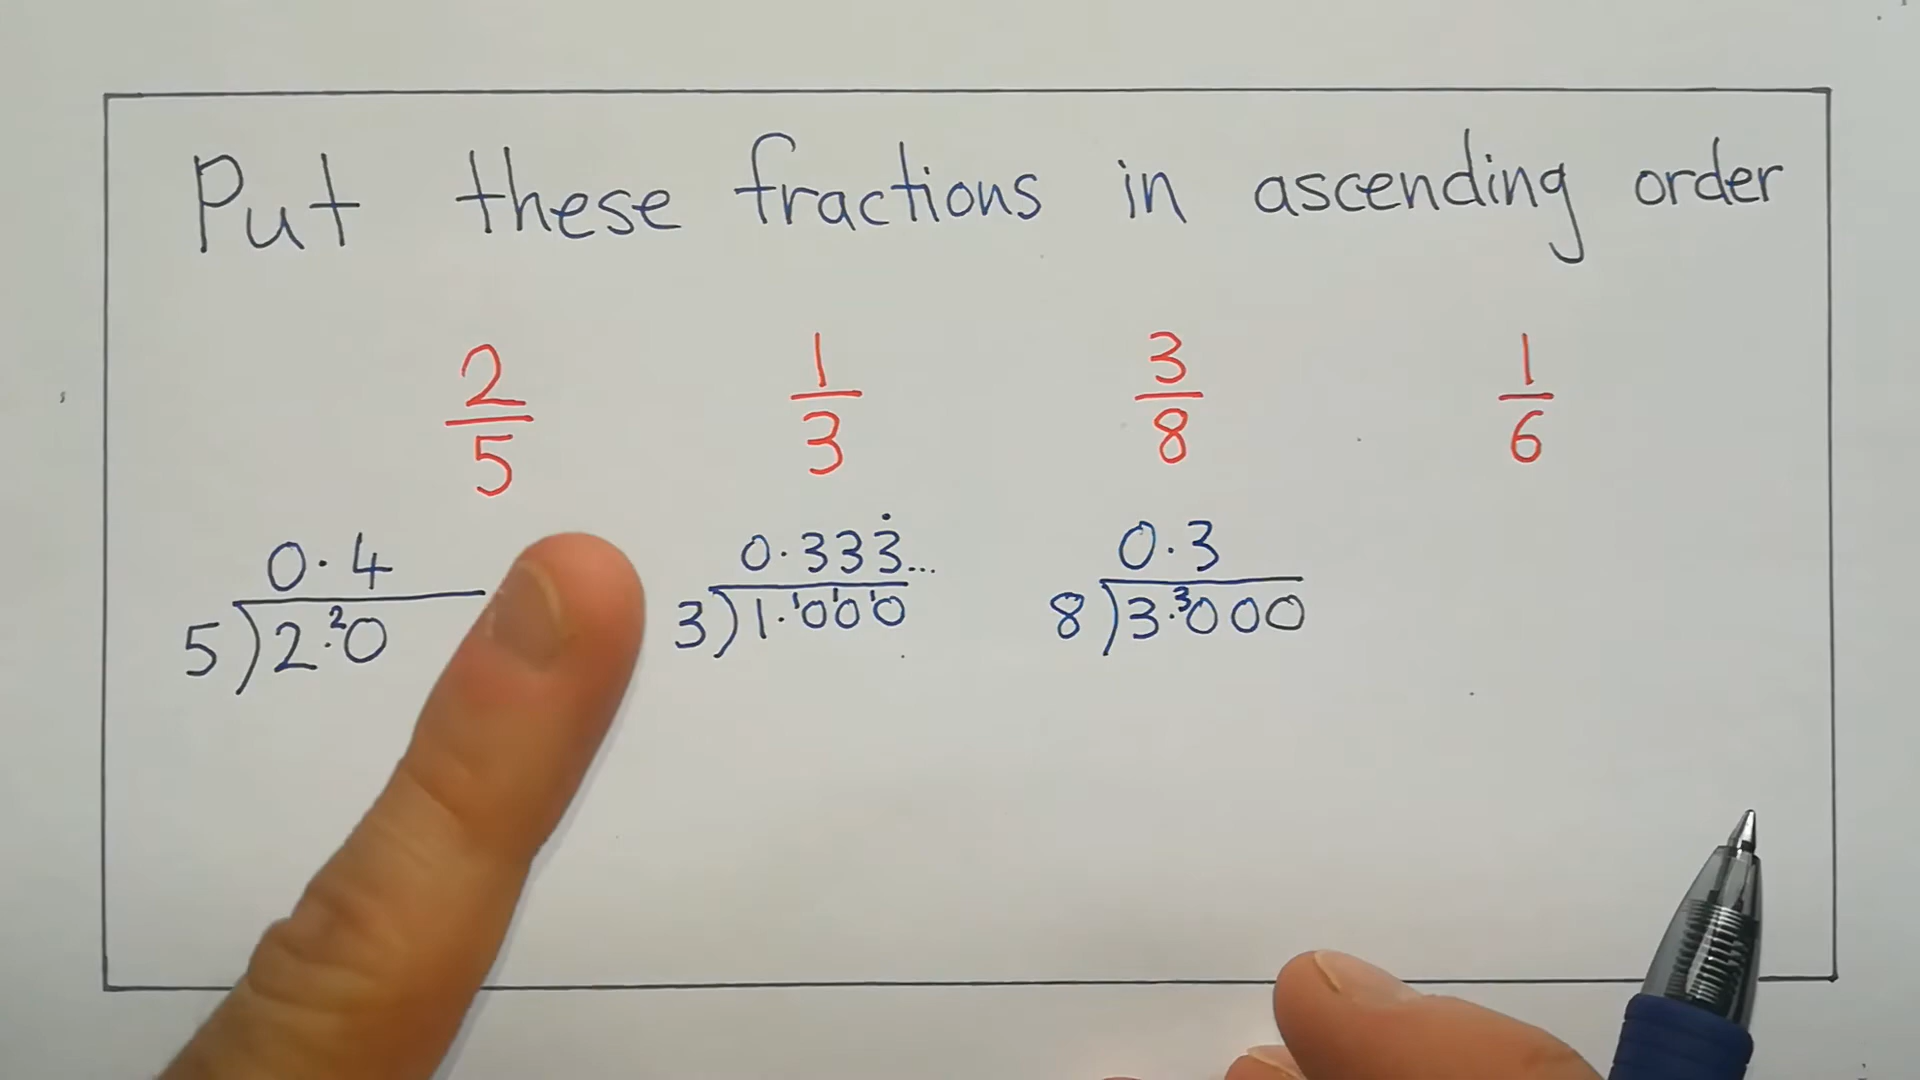 Put these fractions in ascending order
2/5 1/3 3/8 1/6
0.4 0.333̇... 0.3
5)2.²0 3)1.¹0¹0¹0 8)3.³000